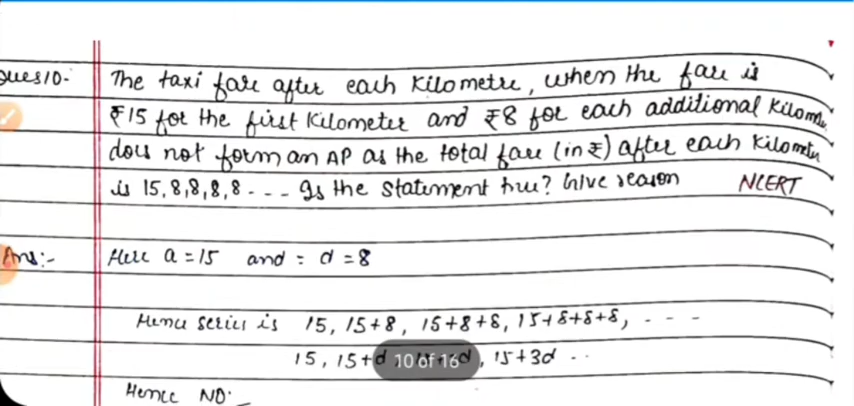 Ques10- The taxi fare after each Kilometre, when the fare is
₹15 for the first Kilometer and ₹8 for each additional Kilometre
does not form an AP as the total fare (in ₹) after each Kilometre
is 15,8,8,8,8 - - - Is the statement true? Give reason NCERT
Ans:- Here a = 15 and = d = 8
Hence series is 15, 15+8, 15+8+8, 15+8+8+8, - - - -
15, 15+d, d, 15+3d - -
10 of 16
Hence NO.